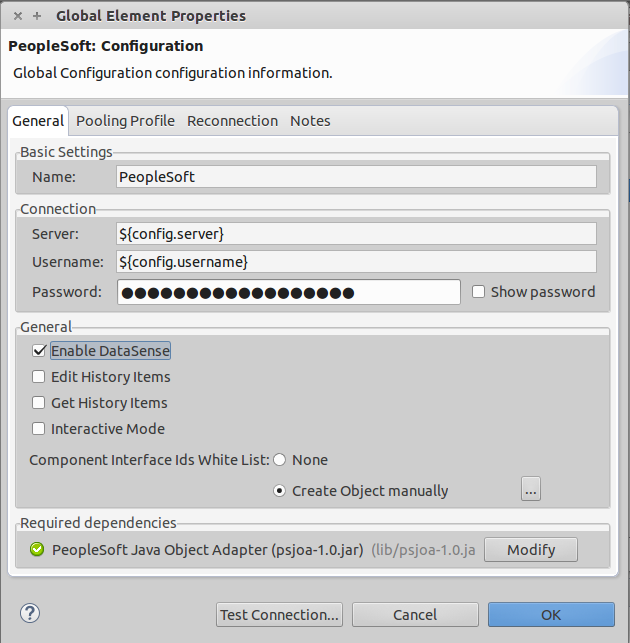 Global Element Properties
PeopleSoft: Configuration
Global Configuration configuration information.
General Pooling Profile Reconnection Notes
Basic Settings
Name: PeopleSoft
Connection
Server: ${config.server}
Username: ${config.username}
Password: ●●●●●●●●●●●●●●●●●● Show password
General
Enable DataSense
Edit History Items
Get History Items
Interactive Mode
Component Interface Ids White List: None
Create Object manually ...
Required dependencies
PeopleSoft Java Object Adapter (psjoa-1.0.jar) (lib/psjoa-1.0.ja Modify
? Test Connection... Cancel OK